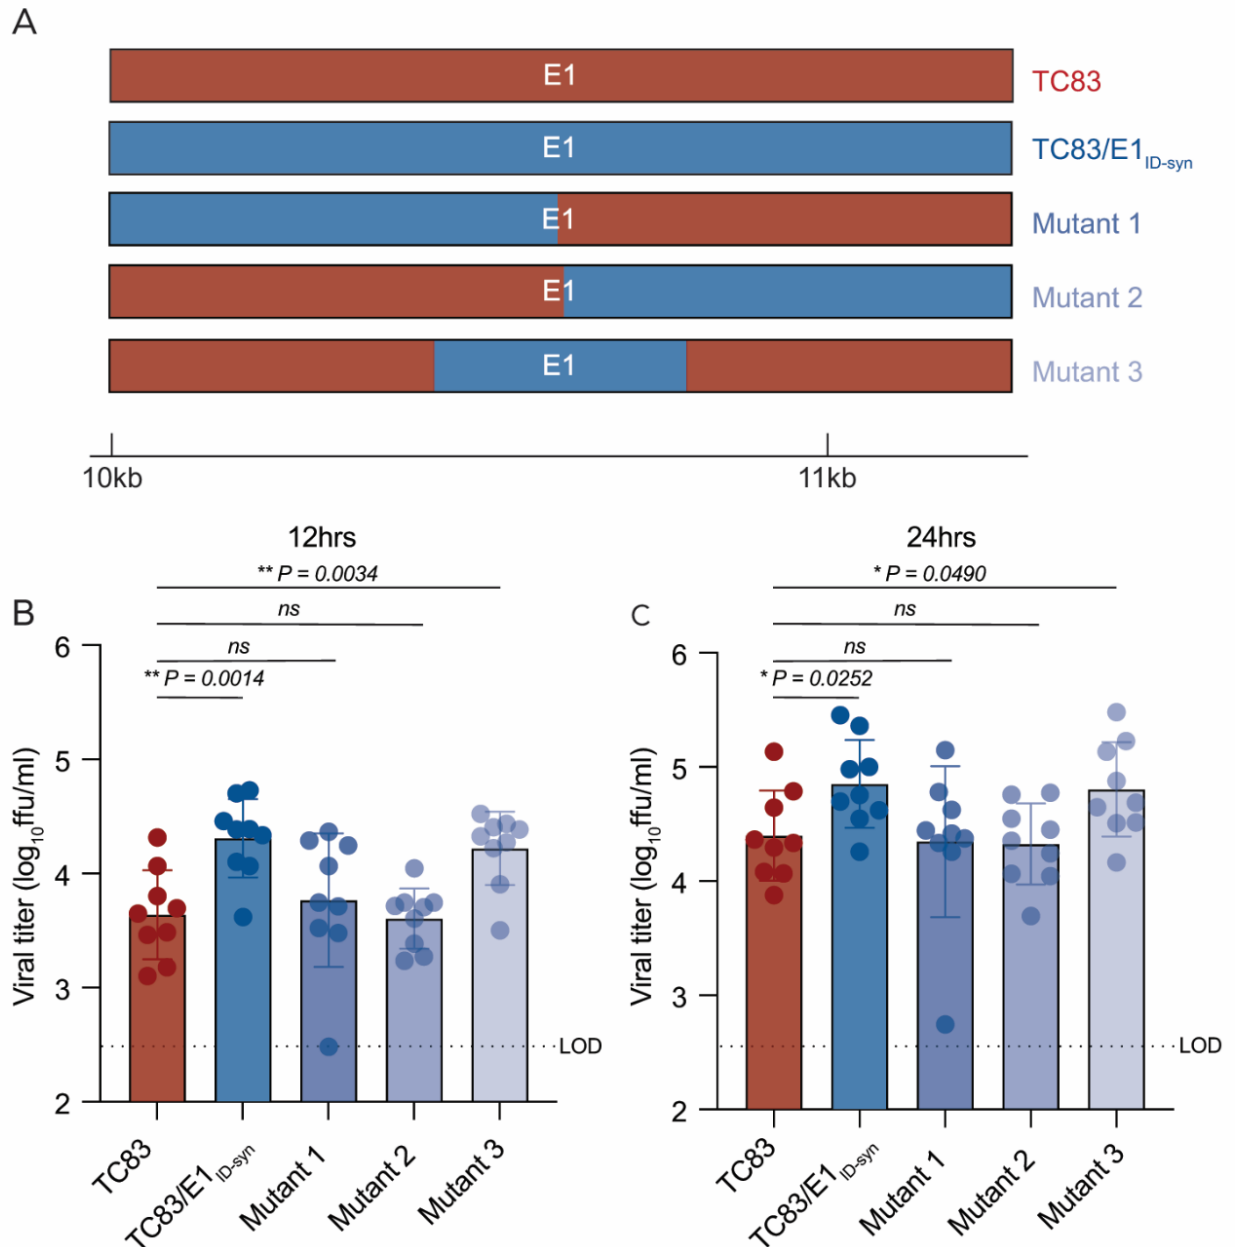 A
E1 TC83
E1 TC83/E1ID-syn
E1 Mutant 1
E1 Mutant 2
E1 Mutant 3
10kb 11kb
B
12hrs
** P = 0.0034
ns
ns
** P = 0.0014
Viral titer (log10ffu/ml)
6
5
4
3
2
LOD
TC83
TC83/E1ID-syn
Mutant 1
Mutant 2
Mutant 3
C
24hrs
* P = 0.0490
ns
ns
* P = 0.0252
Viral titer (log10ffu/ml)
6
5
4
3
2
LOD
TC83
TC83/E1ID-syn
Mutant 1
Mutant 2
Mutant 3